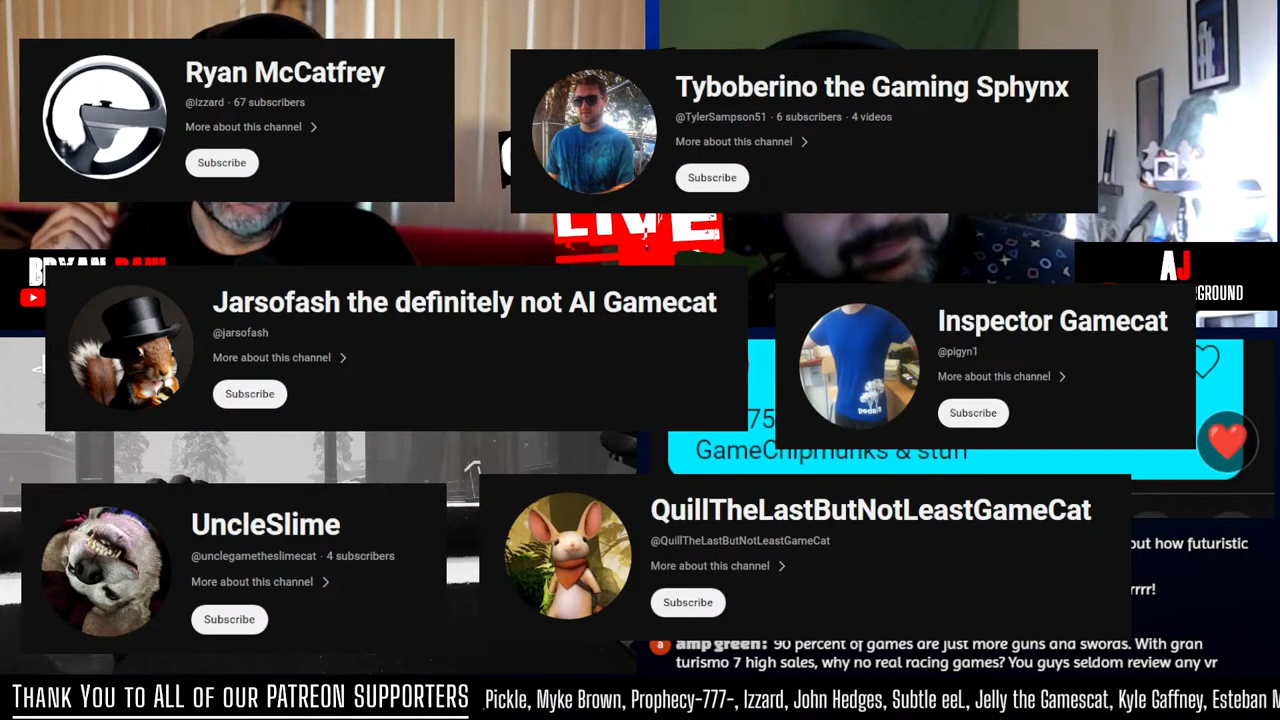 Ryan McCatfrey
@izzard · 67 subscribers
More about this channel
Subscribe
Tyboberino the Gaming Sphynx
@TylerSampson51 · 6 subscribers · 4 videos
More about this channel
Subscribe
LIVE
BRYAN PAUL
AJ
GROUND
Jarsofash the definitely not AI Gamecat
@jarsofash
More about this channel
Subscribe
Inspector Gamecat
@pigyn1
More about this channel
Subscribe
75
GameChipmunks & stuff
UncleSlime
@unclegametheslimecat · 4 subscribers
More about this channel
Subscribe
QuillTheLastButNotLeastGameCat
@QuillTheLastButNotLeastGameCat
More about this channel
Subscribe
out how futuristic
rrrr!
a amp green: 90 percent of games are just more guns and swords. With gran
turismo 7 high sales, why no real racing games? You guys seldom review any vr
THANK YOU TO ALL OF OUR PATREON SUPPORTERS
Pickle, Myke Brown, Prophecy-777-, Izzard, John Hedges, Subtle eeL, Jelly the Gamescat, Kyle Gaffney, Esteban M